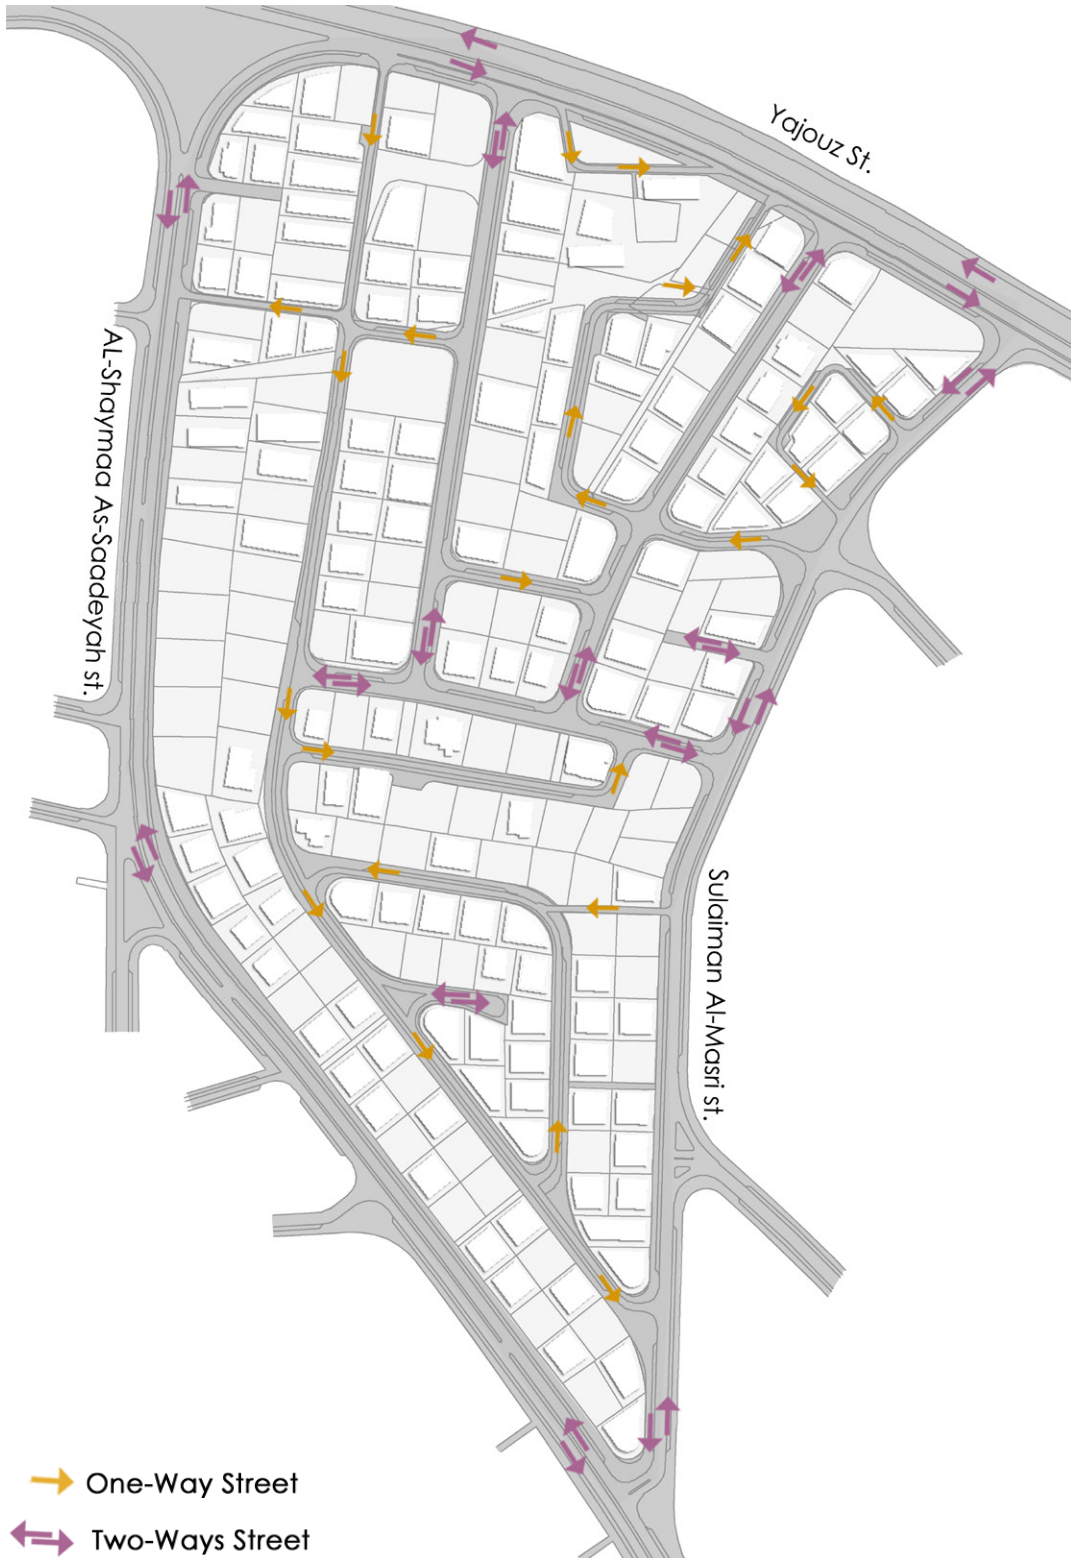 Yajouz St.
AL-Shaymaa As-Saadeyah st.
Sulaiman Al-Masri st.
One-Way Street
Two-Ways Street